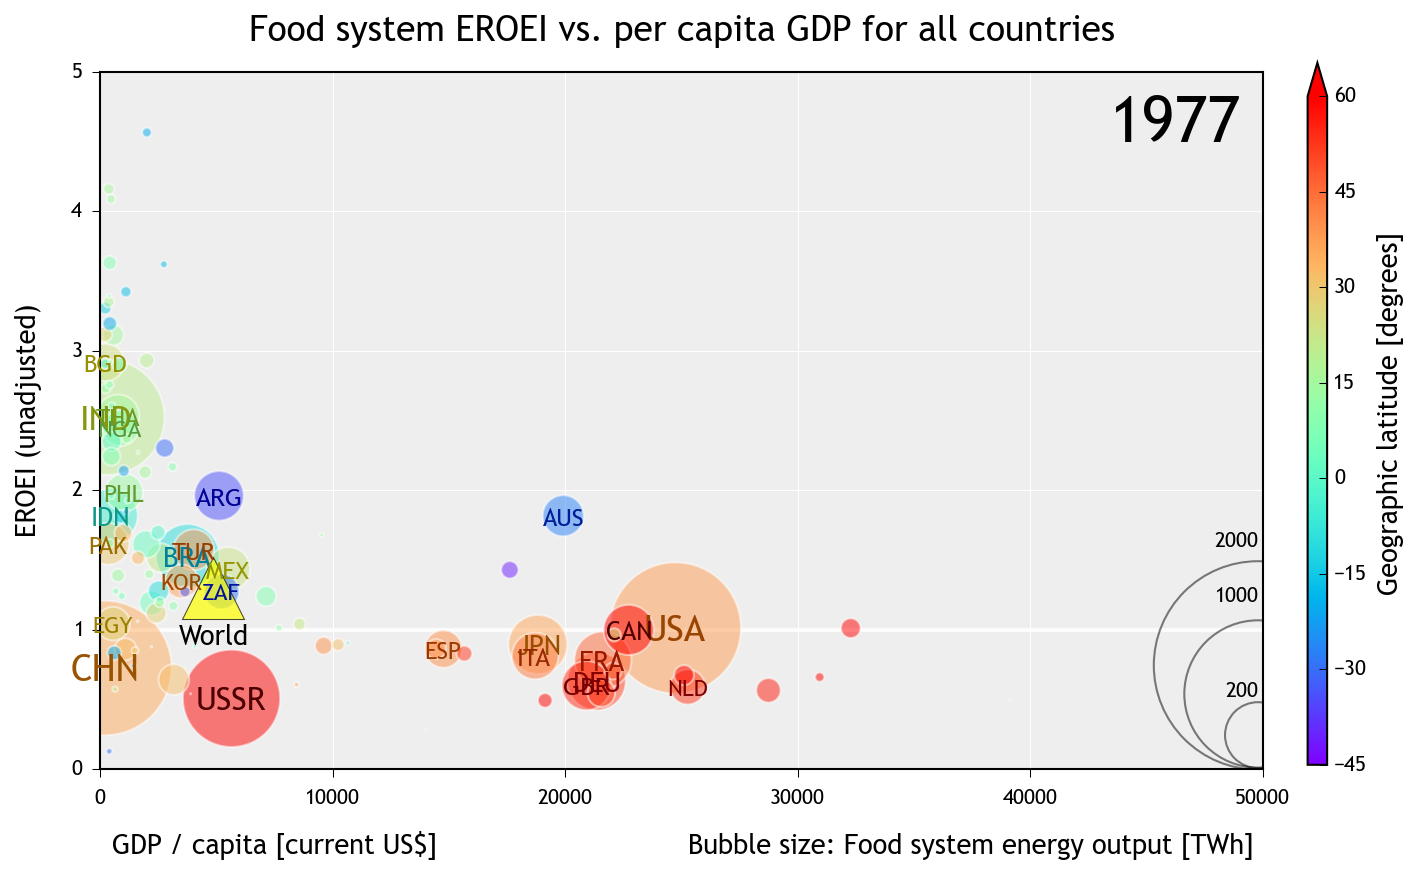 Food system EROEI vs. per capita GDP for all countries
1977
EROEI (unadjusted)
5
4
3
2
1
0
BGD
IND
THA
NGA
PHL
IDN
ARG
AUS
PAK
BRA
TUR
KOR
MEX
ZAF
World
EGY
CHN
USSR
ESP
JPN
ITA
FRA
DEU
GBR
CAN
USA
NLD
2000
1000
200
0
10000
20000
30000
40000
50000
GDP / capita [current US$]
Bubble size: Food system energy output [TWh]
60
45
30
15
0
−15
−30
−45
Geographic latitude [degrees]